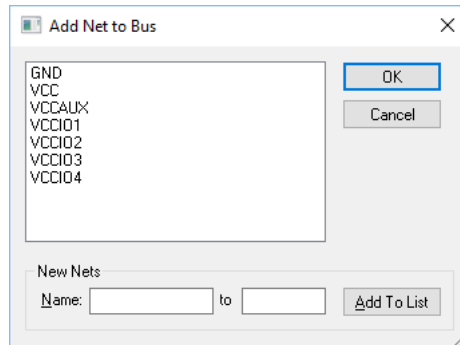 Add Net to Bus
GND
VCC
VCCAUX
VCCIO1
VCCIO2
VCCIO3
VCCIO4
OK
Cancel
New Nets
Name: to Add To List